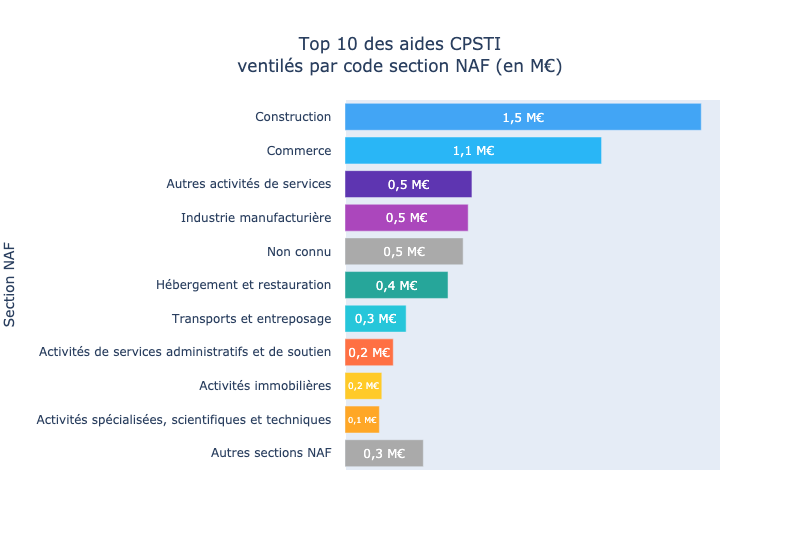 Top 10 des aides CPSTI
ventilés par code section NAF (en M€)
Section NAF
Construction
1,5 M€
Commerce
1,1 M€
Autres activités de services
0,5 M€
Industrie manufacturière
0,5 M€
Non connu
0,5 M€
Hébergement et restauration
0,4 M€
Transports et entreposage
0,3 M€
Activités de services administratifs et de soutien
0,2 M€
Activités immobilières
0,2 M€
Activités spécialisées, scientifiques et techniques
0,1 M€
Autres sections NAF
0,3 M€